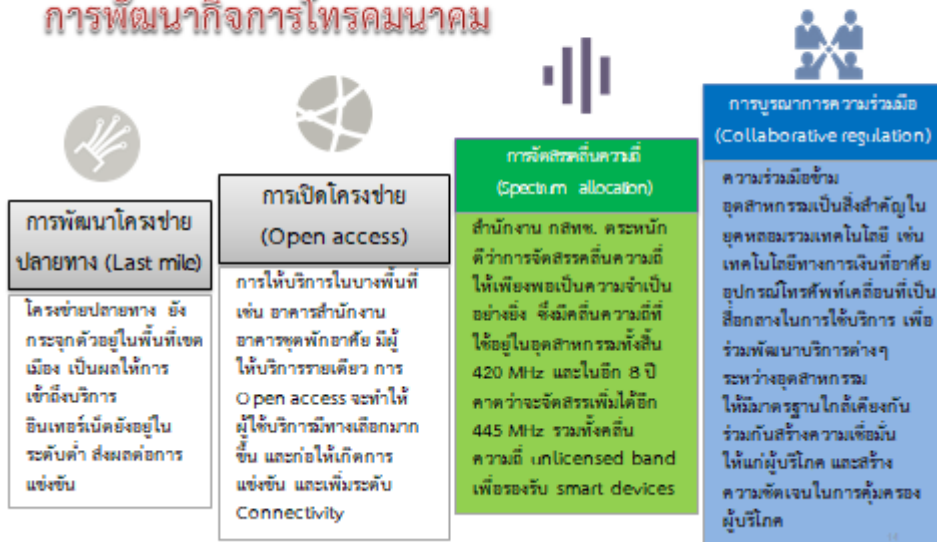 การพัฒนากิจการโทรคมนาคม
การพัฒนาโครงข่าย
ปลายทาง (Last mile)
โครงข่ายปลายทาง ยัง
กระจุกตัวอยู่ในพื้นที่เขต
เมือง เป็นผลให้การ
เข้าถึงบริการ
อินเทอร์เน็ตยังอยู่ใน
ระดับต่ำ ส่งผลต่อการ
แข่งขัน
การเปิดโครงข่าย
(Open access)
การให้บริการในบางพื้นที่
เช่น อาคารสำนักงาน
อาคารชุดพักอาศัย มีผู้
ให้บริการรายเดียว การ
Open access จะทำให้
ผู้ใช้บริการมีทางเลือกมาก
ขึ้น และก่อให้เกิดการ
แข่งขัน และเพิ่มระดับ
Connectivity
การจัดสรรคลื่นความถี่
(Spectrum allocation)
สำนักงาน กสทช. ตระหนัก
ดีว่าการจัดสรรคลื่นความถี่
ให้เพียงพอเป็นความจำเป็น
อย่างยิ่ง ซึ่งมีคลื่นความถี่ที่
ใช้อยู่ในอุตสาหกรรมทั้งสิ้น
420 MHz และในอีก 8 ปี
คาดว่าจะจัดสรรเพิ่มได้อีก
445 MHz รวมทั้งคลื่น
ความถี่ unlicensed band
เพื่อรองรับ smart devices
การบูรณาการความร่วมมือ
(Collaborative regulation)
ความร่วมมือข้าม
อุตสาหกรรมเป็นสิ่งสำคัญใน
ยุคหลอมรวมเทคโนโลยี เช่น
เทคโนโลยีทางการเงินที่อาศัย
อุปกรณ์โทรศัพท์เคลื่อนที่เป็น
สื่อกลางในการใช้บริการ เพื่อ
ร่วมพัฒนาบริการต่างๆ
ระหว่างอุตสาหกรรม
ให้มีมาตรฐานใกล้เคียงกัน
ร่วมกันสร้างความเชื่อมั่น
ให้แก่ผู้บริโภค และสร้าง
ความชัดเจนในการคุ้มครอง
ผู้บริโภค